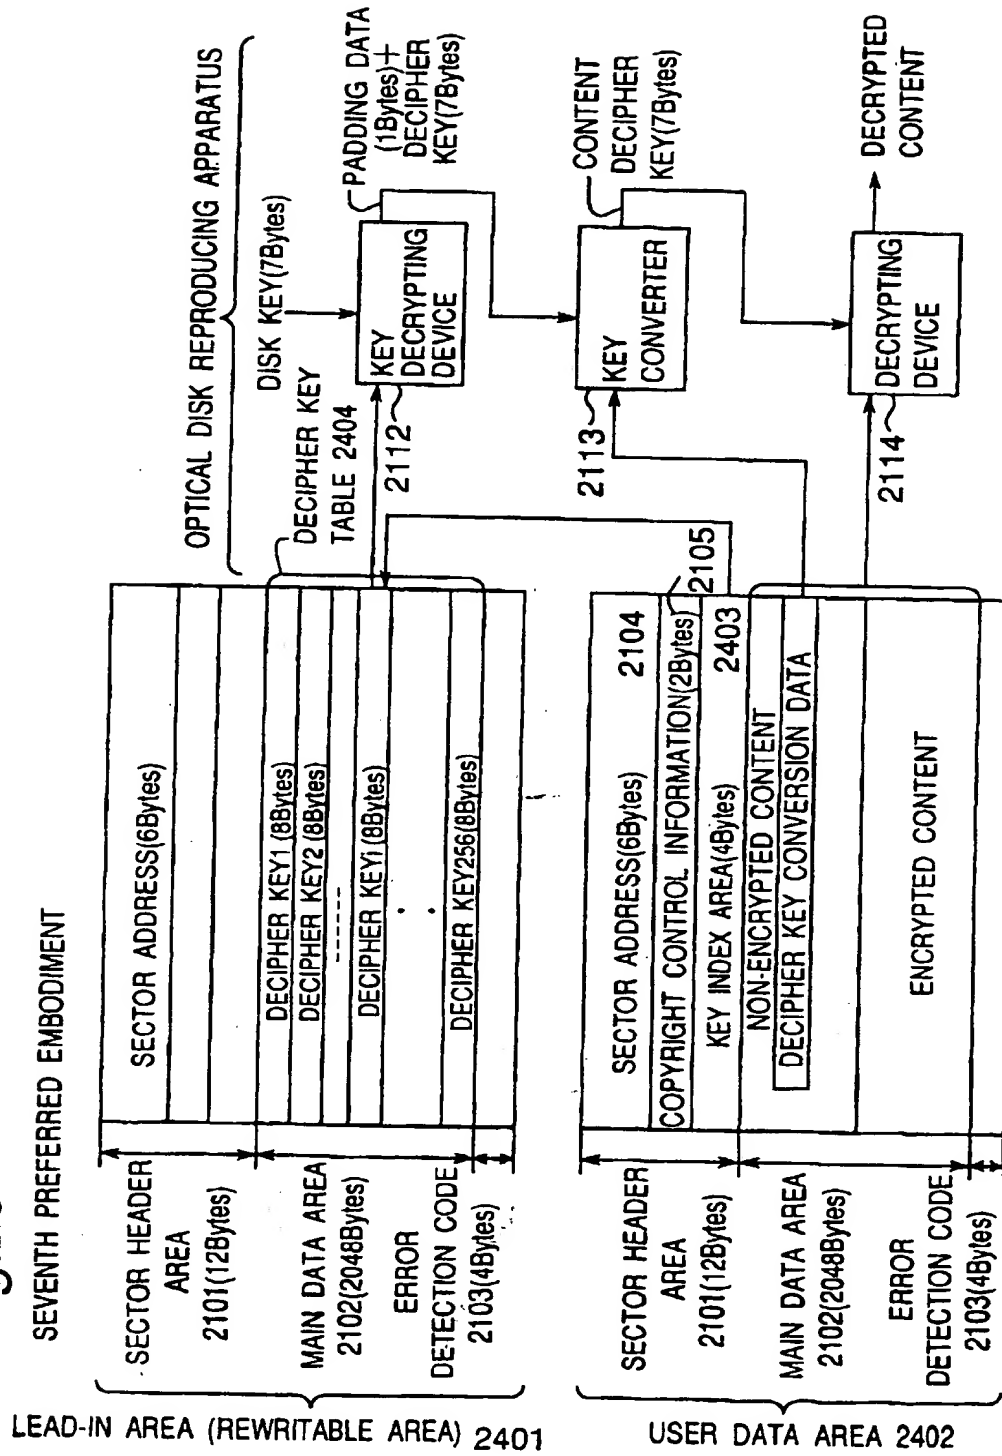 SEVENTH PREFERRED EMBODIMENT
OPTICAL DISK REPRODUCING APPARATUS
LEAD-IN AREA (REWRITABLE AREA) 2401
SECTOR HEADER
AREA
2101(12Bytes)
MAIN DATA AREA
2102(2048Bytes)
ERROR
DETECTION CODE
2103(4Bytes)
SECTOR ADDRESS(6Bytes)
DECIPHER KEY1 (8Bytes)
DECIPHER KEY2 (8Bytes)
DECIPHER KEYi (8Bytes)
DECIPHER KEY256(8Bytes)
DECIPHER KEY
TABLE 2404
DISK KEY(7Bytes)
KEY
DECRYPTING
DEVICE
2112
PADDING DATA
(1Bytes)+
DECIPHER
KEY(7Bytes)
KEY
CONVERTER
2113
CONTENT
DECIPHER
KEY(7Bytes)
DECRYPTING
DEVICE
2114
DECRYPTED
CONTENT
USER DATA AREA 2402
SECTOR HEADER
AREA
2101(12Bytes)
MAIN DATA AREA
2102(2048Bytes)
ERROR
DETECTION CODE
2103(4Bytes)
SECTOR ADDRESS(6Bytes) 2104
COPYRIGHT CONTROL INFORMATION(2Bytes) 2105
KEY INDEX AREA(4Bytes) 2403
NON-ENCRYPTED CONTENT
DECIPHER KEY CONVERSION DATA
ENCRYPTED CONTENT